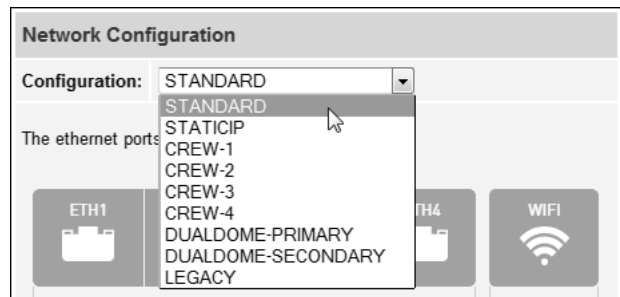 Network Configuration
Configuration: STANDARD
STANDARD
STATICIP
CREW-1
The ethernet ports
CREW-2
CREW-3
CREW-4
DUALDOME-PRIMARY
DUALDOME-SECONDARY
LEGACY
ETH1
TH4
WIFI